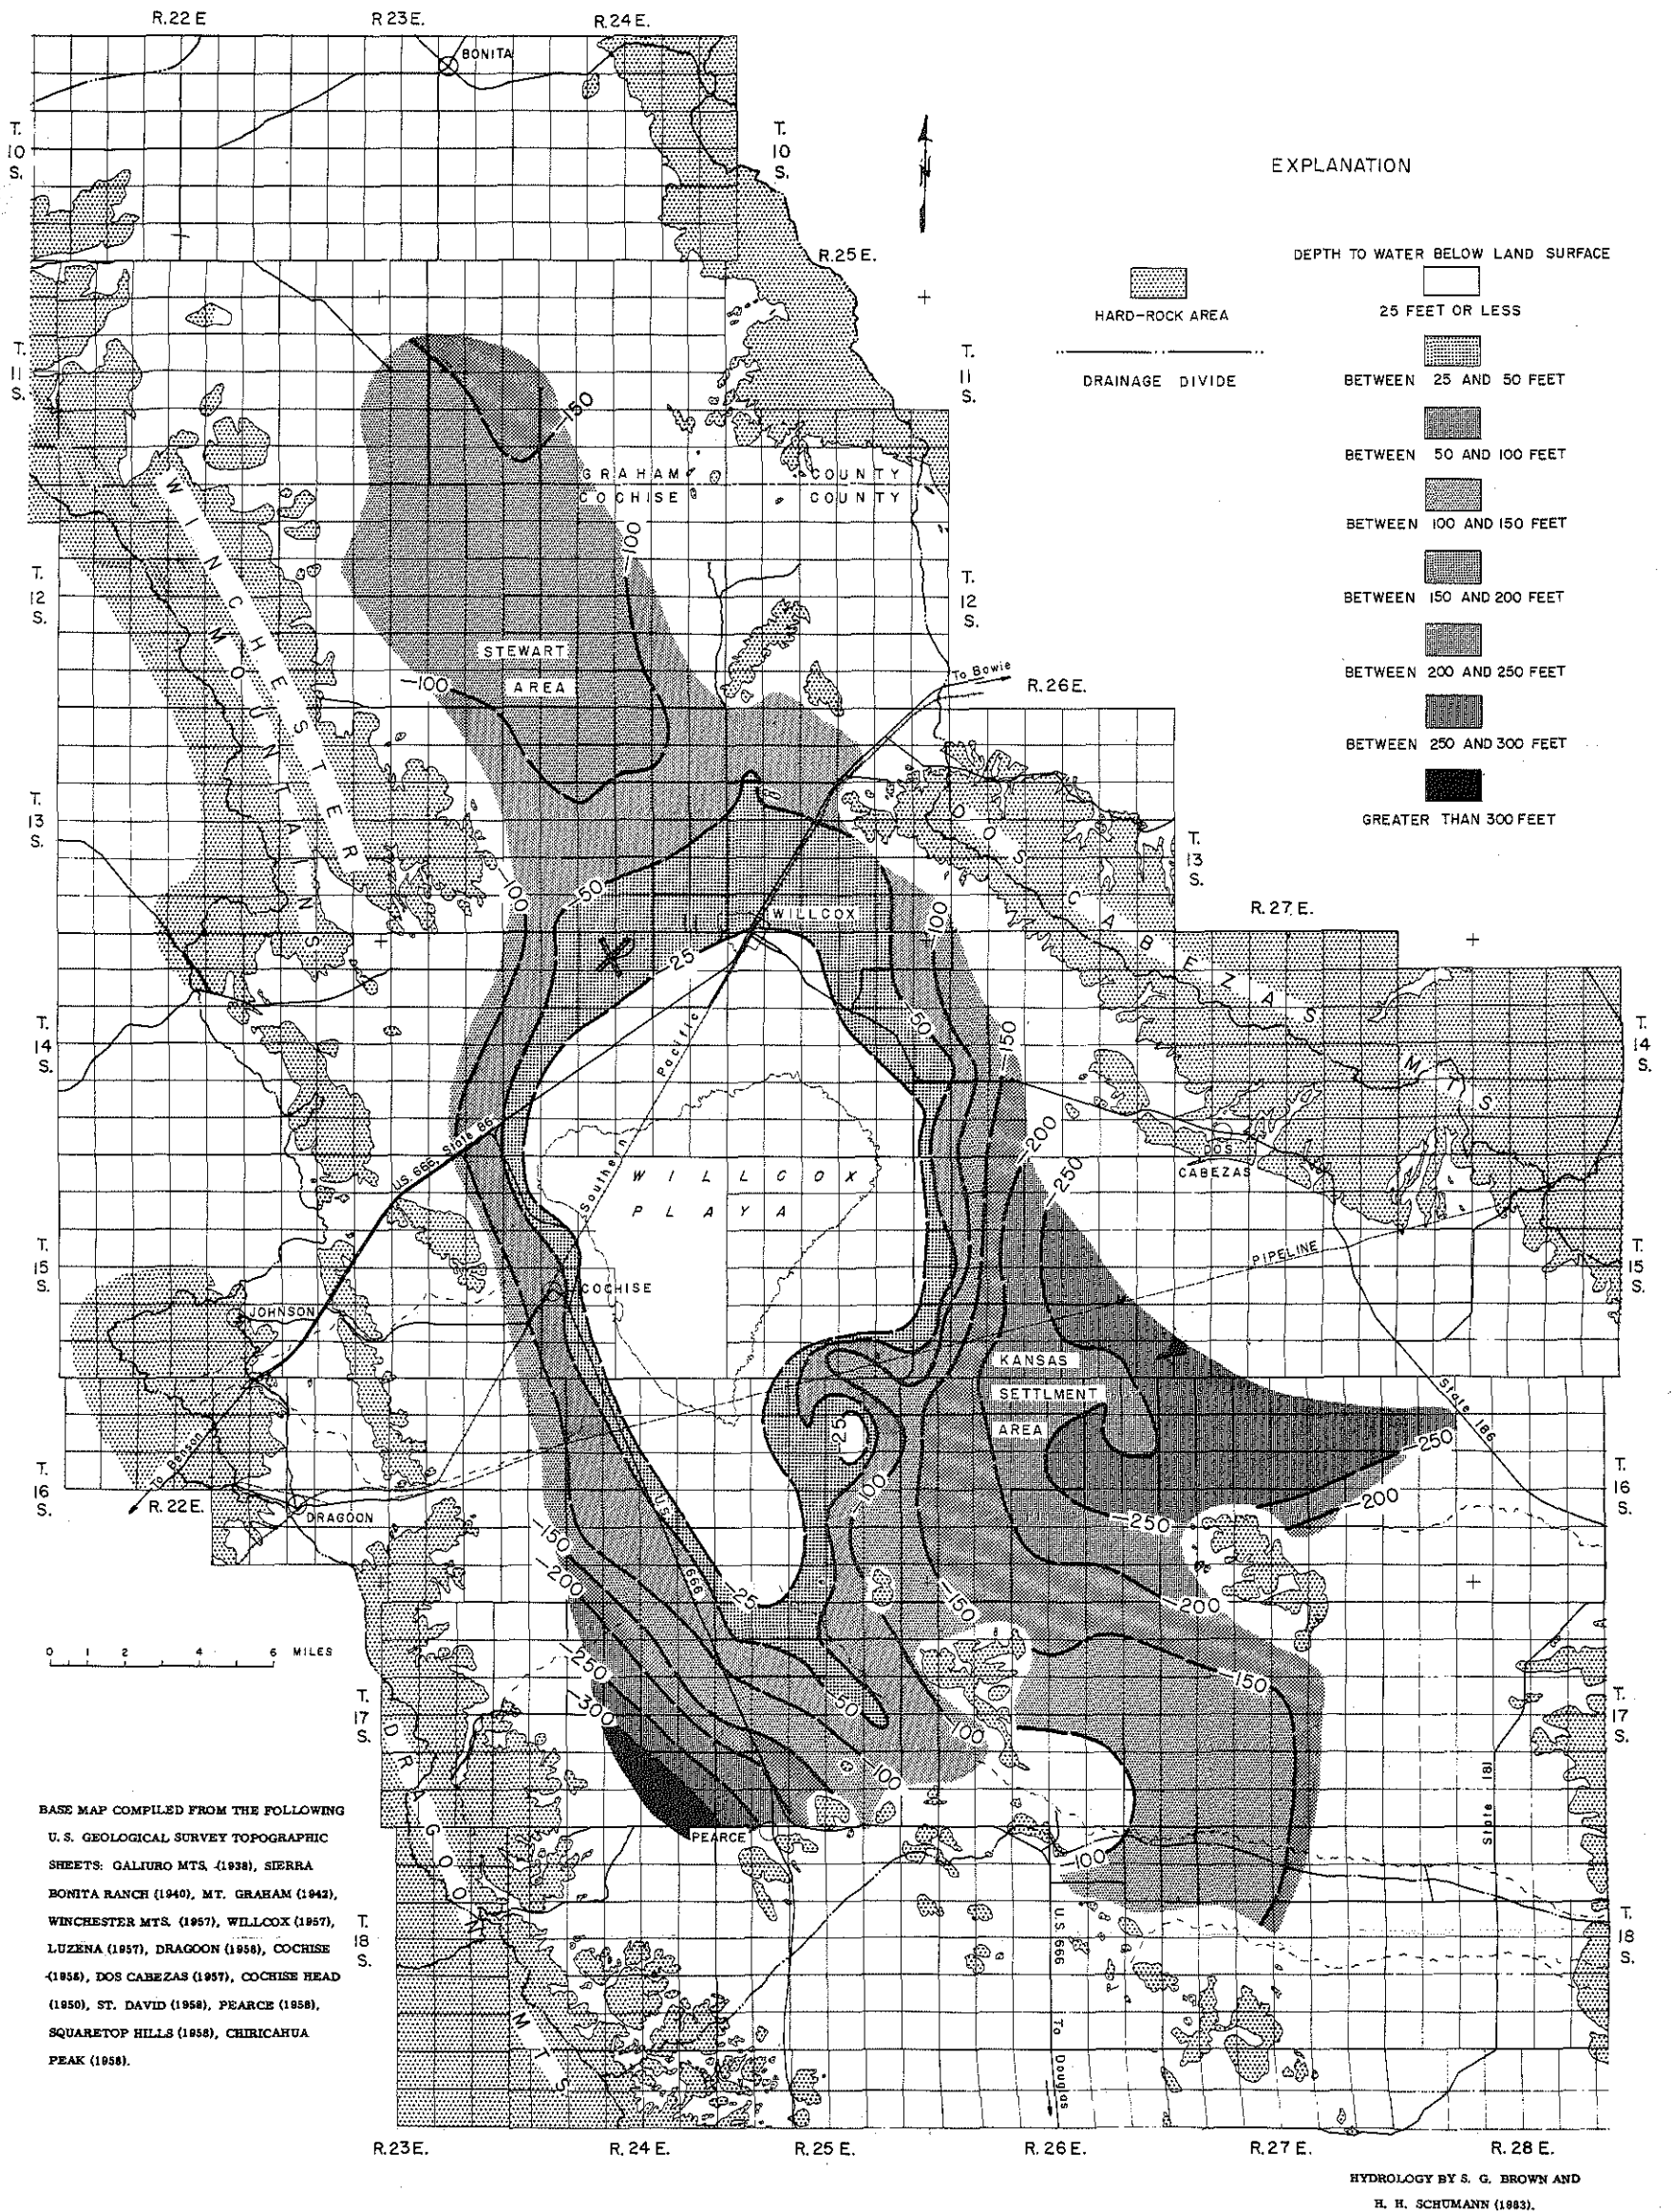 R.22 E
R 23E.
R.24 E.
BONITA
T.
10
S.
T.
10
S.
EXPLANATION
R.25 E.
DEPTH TO WATER BELOW LAND SURFACE
HARD-ROCK AREA
25 FEET OR LESS
DRAINAGE DIVIDE
BETWEEN 25 AND 50 FEET
BETWEEN 50 AND 100 FEET
BETWEEN 100 AND 150 FEET
BETWEEN 150 AND 200 FEET
BETWEEN 200 AND 250 FEET
BETWEEN 250 AND 300 FEET
GREATER THAN 300 FEET
T.
11
S.
T.
11
S.
150
GRAHAM COUNTY
COCHISE COUNTY
100
WINCHESTER
MOUNTAINS
T.
12
S.
T.
12
S.
STEWART
AREA
100
To Bowie
R.26 E.
T.
13
S.
T.
13
S.
DOS CABEZAS MTS
R.27 E.
100
50
WILLCOX
100
25
T.
14
S.
T.
14
S.
Pacific
Southern
50
150
200
250
US 666, State 86
WILLCOX
PLAYA
DOS
CABEZAS
PIPELINE
T.
15
S.
T.
15
S.
COCHISE
JOHNSON
KANSAS
SETTLMENT
AREA
25
State 186
250
200
To Benson
T.
16
S.
T.
16
S.
R.22 E.
DRAGOON
100
250
150
200
U.S.
666
25
150
200
0 1 2 4 6 MILES
250
300
150
50
100
T.
17
S.
T.
17
S.
100
DRAGOON MTS
PEARCE
State 181
100
BASE MAP COMPILED FROM THE FOLLOWING
U. S. GEOLOGICAL SURVEY TOPOGRAPHIC
SHEETS: GALIURO MTS. (1938), SIERRA
BONITA RANCH (1940), MT. GRAHAM (1942),
WINCHESTER MTS. (1957), WILLCOX (1957),
LUZENA (1957), DRAGOON (1958), COCHISE
(1958), DOS CABEZAS (1957), COCHISE HEAD
(1950), ST. DAVID (1958), PEARCE (1958),
SQUARETOP HILLS (1958), CHIRICAHUA
PEAK (1958).
T.
18
S.
T.
18
S.
US 666
To Douglas
R.23 E.
R.24 E.
R.25 E.
R.26 E.
R.27 E.
R.28 E.
HYDROLOGY BY S. G. BROWN AND
H. H. SCHUMANN (1963).